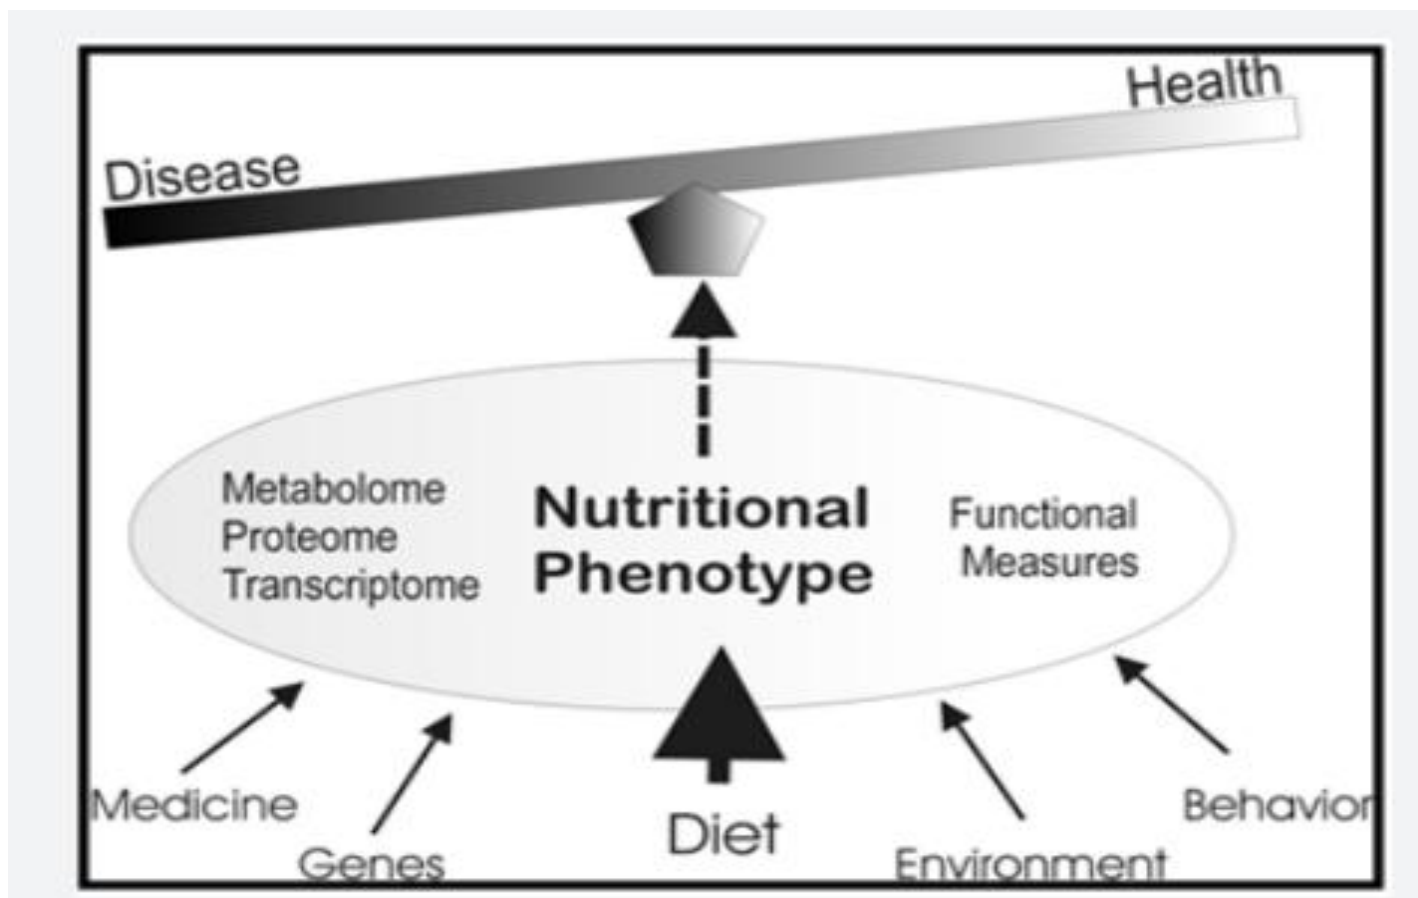 Health
Disease
Metabolome
Proteome
Transcriptome
Nutritional
Phenotype
Functional
Measures
Medicine
Genes
Diet
Environment
Behavior